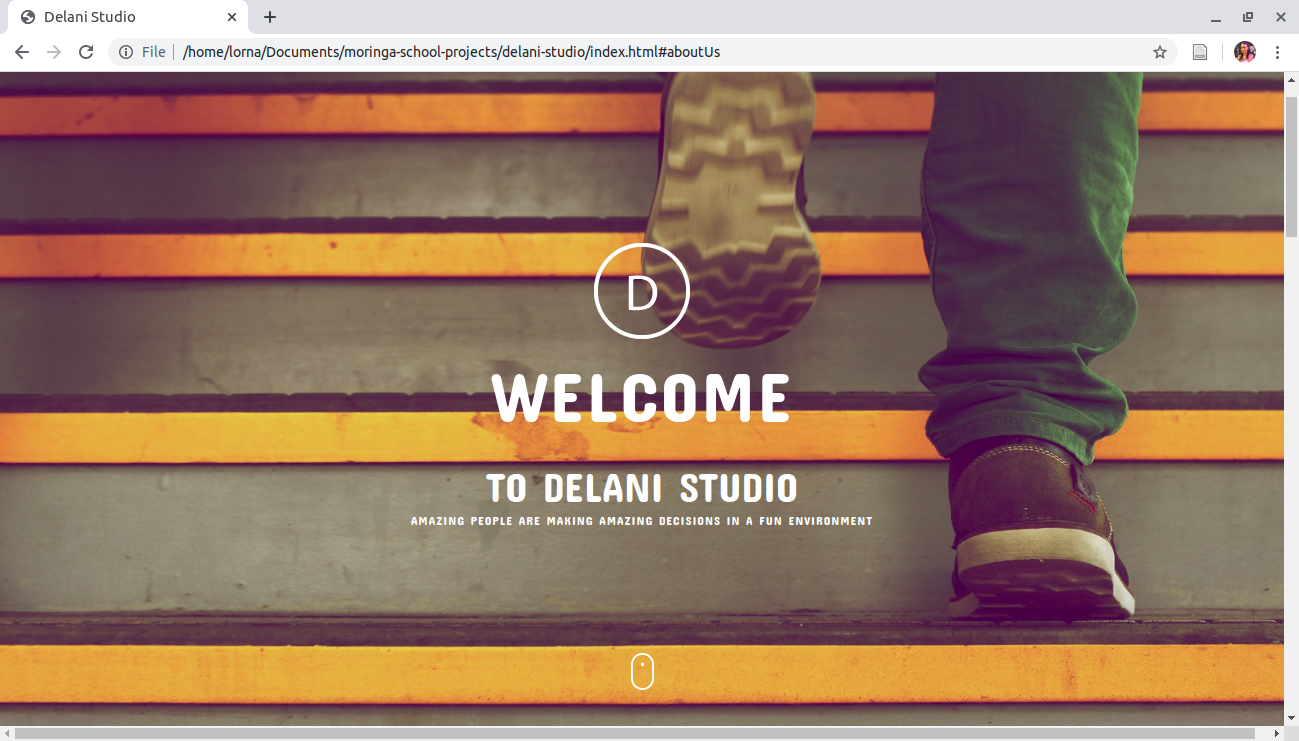 Delani Studio
File
/home/lorna/Documents/moringa-school-projects/delani-studio/index.html#aboutUs
D
WELCOME
TO DELANI STUDIO
AMAZING PEOPLE ARE MAKING AMAZING DECISIONS IN A FUN ENVIRONMENT